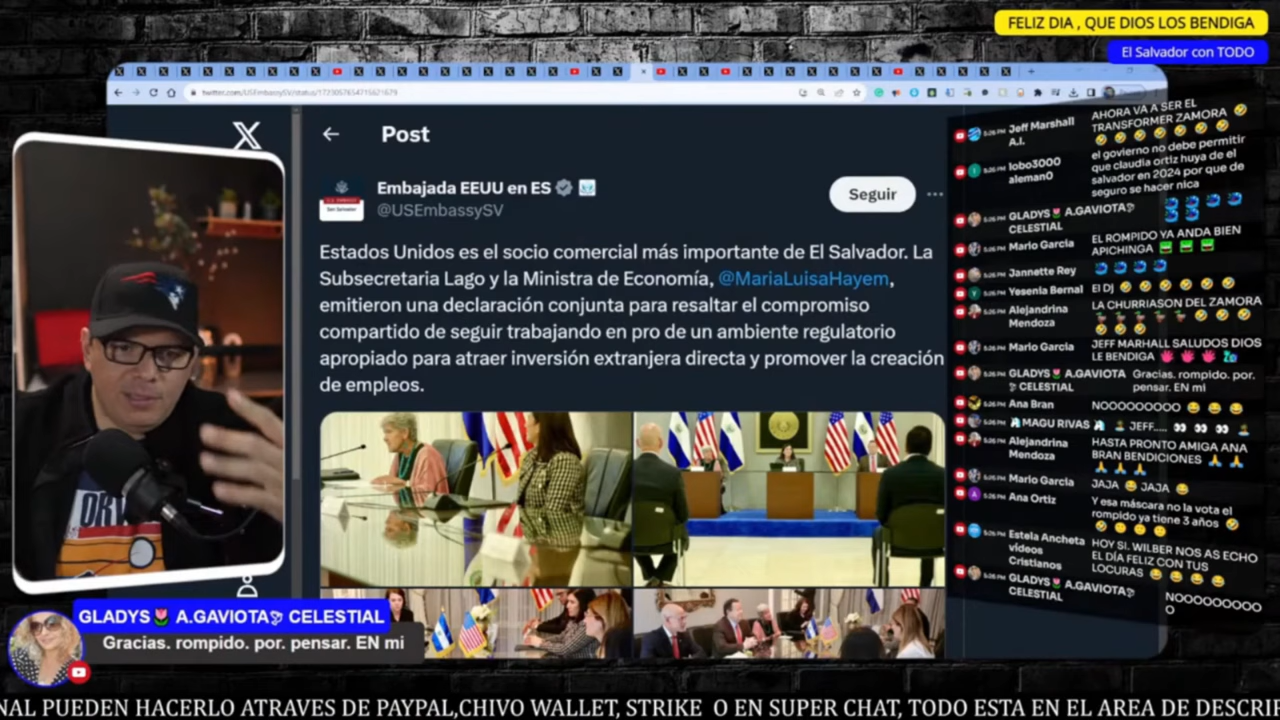 FELIZ DIA , QUE DIOS LOS BENDIGA
El Salvador con TODO
Post
Embajada EEUU en ES
@USEmbassySV
Seguir
Estados Unidos es el socio comercial más importante de El Salvador. La
Subsecretaria Lago y la Ministra de Economía, @MariaLuisaHayem,
emitieron una declaración conjunta para resaltar el compromiso
compartido de seguir trabajando en pro de un ambiente regulatorio
apropiado para atraer inversión extranjera directa y promover la creación
de empleos.
Jeff Marshall A.I.
AHORA VA A SER EL
TRANSFORMER ZAMORA
lobo3000
aleman0
el govierno no debe permitir
que claudia ortiz huya de el
salvador en 2024 por que de
seguro se hacer nica
GLADYS A.GAVIOTA
CELESTIAL
Mario Garcia
EL ROMPIDO YA ANDA BIEN
APICHINGA
Jannette Rey
Yesenia Bernal
El DJ
Alejandrina
Mendoza
LA CHURRIASON DEL ZAMORA
Mario Garcia
JEFF MARHALL SALUDOS DIOS
LE BENDIGA
GLADYS A.GAVIOTA
CELESTIAL
Gracias. rompido. por.
pensar. EN mi
Ana Bran
NOOOOOOOOO
MAGU RIVAS
JEFF.....
Alejandrina
Mendoza
HASTA PRONTO AMIGA ANA
BRAN BENDICIONES
Mario Garcia
JAJA JAJA
Ana Ortiz
Y esa máscara no la vota el
rompido ya tiene 3 años
Estela Ancheta
vídeos
Cristianos
HOY SI. WILBER NOS AS ECHO
EL DÍA FELIZ CON TUS
LOCURAS
GLADYS A.GAVIOTA
CELESTIAL
NOOOOOOOOO
O
GLADYS A.GAVIOTA CELESTIAL
Gracias. rompido. por. pensar. EN mi
NAL PUEDEN HACERLO ATRAVES DE PAYPAL,CHIVO WALLET, STRIKE O EN SUPER CHAT, TODO ESTA EN EL AREA DE DESCRI